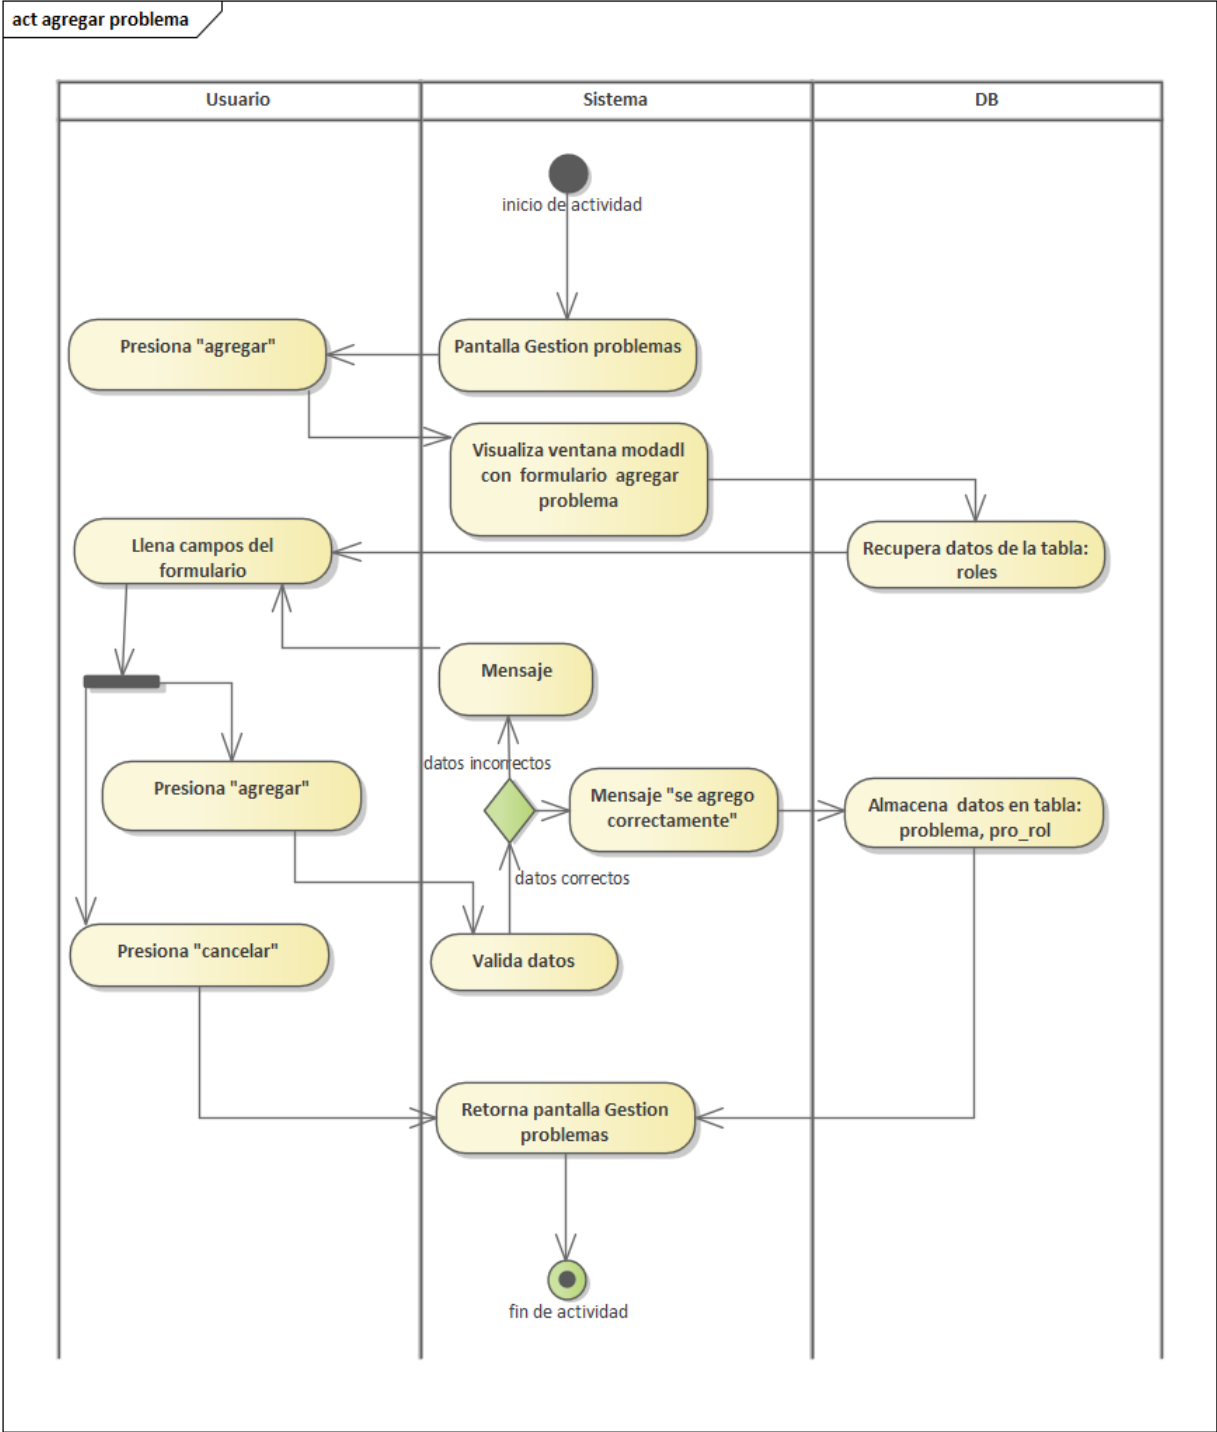 act agregar problema
Usuario
Sistema
DB
inicio de actividad
Presiona "agregar"
Pantalla Gestion problemas
Visualiza ventana modadl
con formulario agregar
problema
Llena campos del
formulario
Recupera datos de la tabla:
roles
Mensaje
datos incorrectos
Presiona "agregar"
Mensaje "se agrego
correctamente"
Almacena datos en tabla:
problema, pro_rol
datos correctos
Presiona "cancelar"
Valida datos
Retorna pantalla Gestion
problemas
fin de actividad